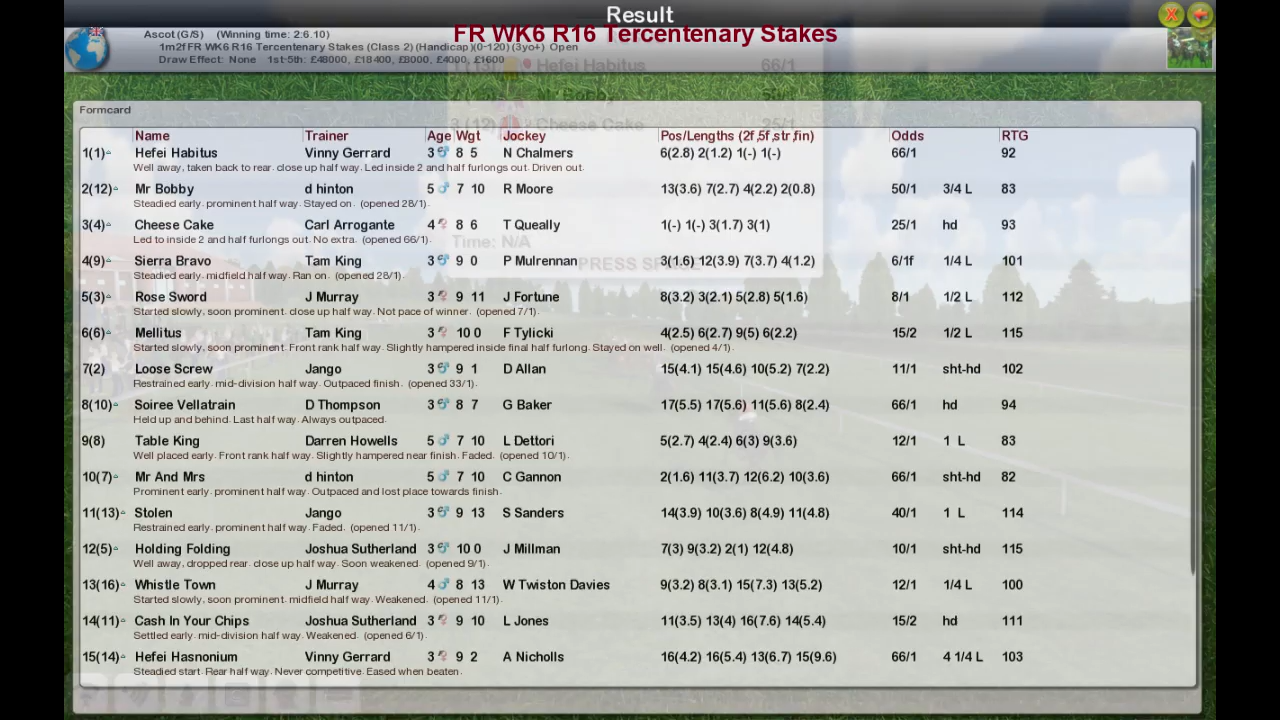 Result
FR WK6 R16 Tercentenary Stakes
Ascot (G/S) (Winning time: 2:6.10)
1m2f FR WK6 R16 Tercentenary Stakes (Class 2) (Handicap)(0-120) (3yo+) Open
Draw Effect: None 1st-5th: £48000, £18400, £8000, £4000, £1600
Hefei Habitus 66/1
Mr Bobby
3 (12) Cheese Cake 25/1
Time: N/A
PRESS SPACE
Formcard
Name Trainer Age Wgt Jockey Pos/Lengths (2f,5f,str,fin) Odds RTG
1(1) Hefei Habitus Vinny Gerrard 3 8 5 N Chalmers 6(2.8) 2(1.2) 1(-) 1(-) 66/1 92
Well away, taken back to rear. close up half way. Led inside 2 and half furlongs out. Driven out.
2(12) Mr Bobby d hinton 5 7 10 R Moore 13(3.6) 7(2.7) 4(2.2) 2(0.8) 50/1 3/4 L 83
Steadied early. prominent half way. Stayed on. (opened 28/1).
3(4) Cheese Cake Carl Arrogante 4 8 6 T Queally 1(-) 1(-) 3(1.7) 3(1) 25/1 hd 93
Led to inside 2 and half furlongs out. No extra. (opened 66/1).
4(9) Sierra Bravo Tam King 3 9 0 P Mulrennan 3(1.6) 12(3.9) 7(3.7) 4(1.2) 6/1f 1/4 L 101
Steadied early. midfield half way. Ran on. (opened 28/1).
5(3) Rose Sword J Murray 3 9 11 J Fortune 8(3.2) 3(2.1) 5(2.8) 5(1.6) 8/1 1/2 L 112
Started slowly, soon prominent. close up half way. Not pace of winner. (opened 7/1).
6(6) Mellitus Tam King 3 10 0 F Tylicki 4(2.5) 6(2.7) 9(5) 6(2.2) 15/2 1/2 L 115
Started slowly, soon prominent. Front rank half way. Slightly hampered inside final half furlong. Stayed on well. (opened 4/1).
7(2) Loose Screw Jango 3 9 1 D Allan 15(4.1) 15(4.6) 10(5.2) 7(2.2) 11/1 sht-hd 102
Restrained early. mid-division half way. Outpaced finish. (opened 33/1).
8(10) Soiree Vellatrain D Thompson 3 8 7 G Baker 17(5.5) 17(5.6) 11(5.6) 8(2.4) 66/1 hd 94
Held up and behind. Last half way. Always outpaced.
9(8) Table King Darren Howells 5 7 10 L Dettori 5(2.7) 4(2.4) 6(3) 9(3.6) 12/1 1 L 83
Well placed early. Front rank half way. Slightly hampered near finish. Faded. (opened 10/1).
10(7) Mr And Mrs d hinton 5 7 10 C Gannon 2(1.6) 11(3.7) 12(6.2) 10(3.6) 66/1 sht-hd 82
Prominent early. prominent half way. Outpaced and lost place towards finish.
11(13) Stolen Jango 3 9 13 S Sanders 14(3.9) 10(3.6) 8(4.9) 11(4.8) 40/1 1 L 114
Restrained early. prominent half way. Faded. (opened 11/1).
12(5) Holding Folding Joshua Sutherland 3 10 0 J Millman 7(3) 9(3.2) 2(1) 12(4.8) 10/1 sht-hd 115
Well away, dropped rear. close up half way. Soon weakened. (opened 9/1).
13(16) Whistle Town J Murray 4 8 13 W Twiston Davies 9(3.2) 8(3.1) 15(7.3) 13(5.2) 12/1 1/4 L 100
Started slowly, soon prominent. midfield half way. Weakened. (opened 11/1).
14(11) Cash In Your Chips Joshua Sutherland 3 9 10 L Jones 11(3.5) 13(4) 16(7.6) 14(5.4) 15/2 hd 111
Settled early. mid-division half way. Weakened. (opened 6/1).
15(14) Hefei Hasnonium Vinny Gerrard 3 9 2 A Nicholls 16(4.2) 16(5.4) 13(6.7) 15(9.6) 66/1 4 1/4 L 103
Steadied start. Rear half way. Never competitive. Eased when beaten.